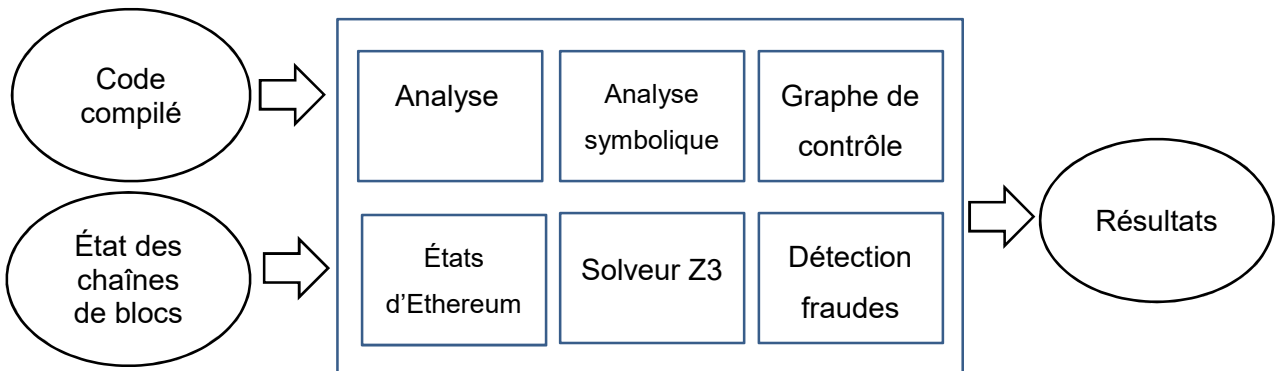 Code
compilé
État des
chaînes
de blocs
Analyse
Analyse
symbolique
Graphe de
contrôle
États
d’Ethereum
Solveur Z3
Détection
fraudes
Résultats